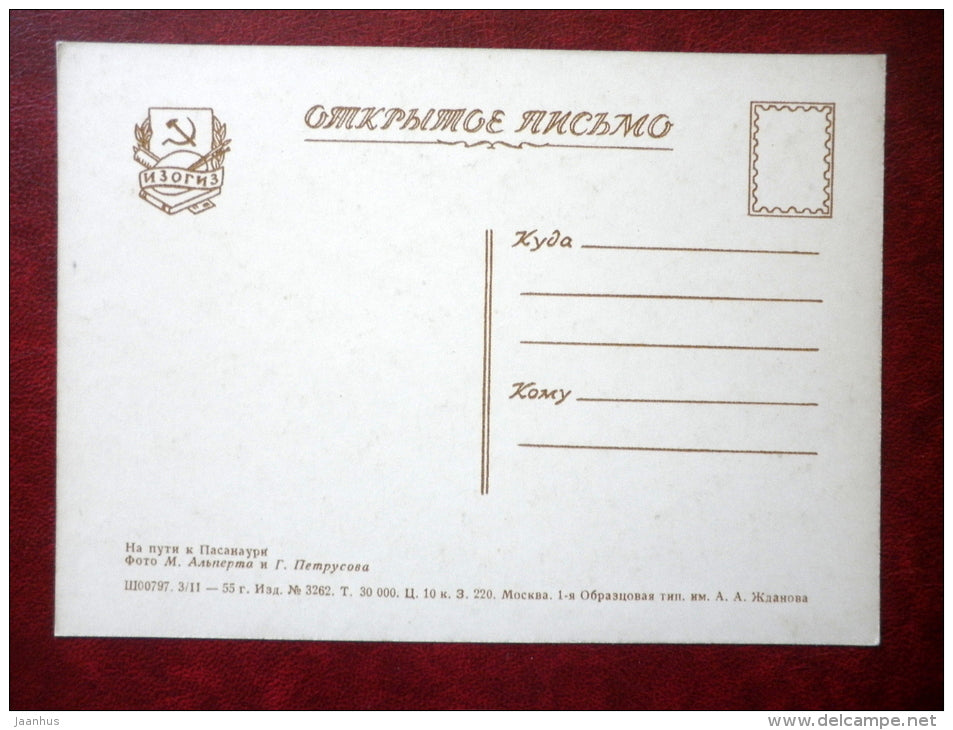 ОТКРЫТОЕ ПИСЬМО
ИЗОГИЗ
Куда
Кому
На пути к Пасанаури
Фото М. Альперта и Г. Петрусова
Ш00797. 3/II — 55 г. Изд. № 3262. Т. 30 000. Ц. 10 к. З. 220. Москва. 1-я Образцовая тип. им. А. А. Жданова
jaanhus
www.delcampe.net